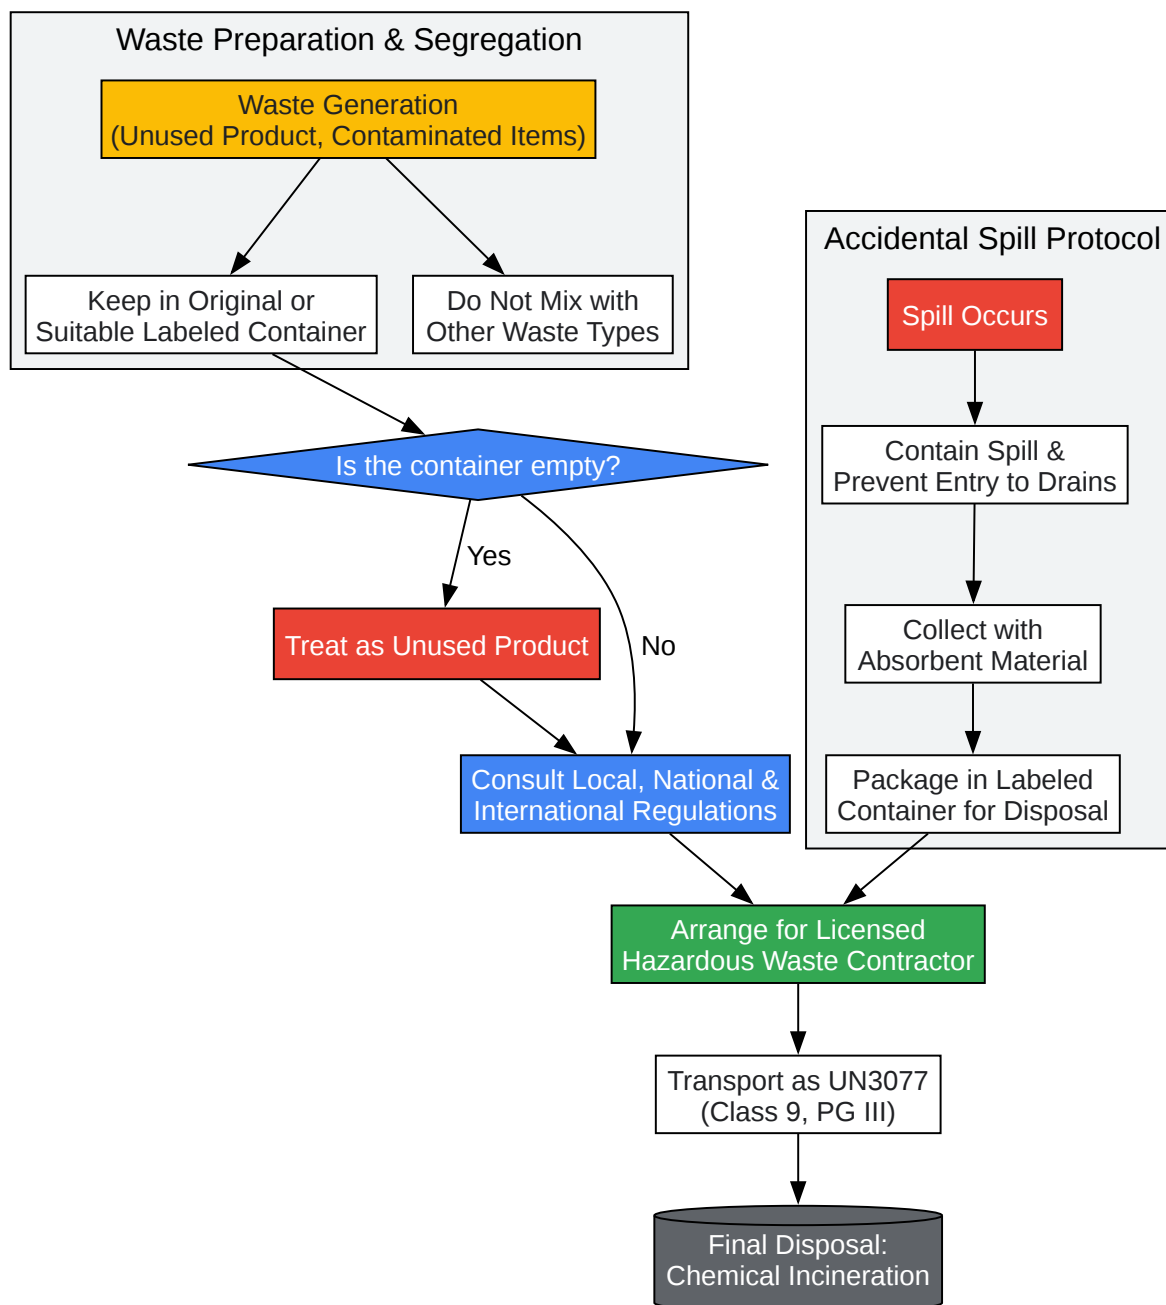 Waste Preparation & Segregation
Waste Generation
(Unused Product, Contaminated Items)
Keep in Original or
Suitable Labeled Container
Do Not Mix with
Other Waste Types
Is the container empty?
Yes
No
Treat as Unused Product
Consult Local, National &
International Regulations
Accidental Spill Protocol
Spill Occurs
Contain Spill &
Prevent Entry to Drains
Collect with
Absorbent Material
Package in Labeled
Container for Disposal
Arrange for Licensed
Hazardous Waste Contractor
Transport as UN3077
(Class 9, PG III)
Final Disposal:
Chemical Incineration